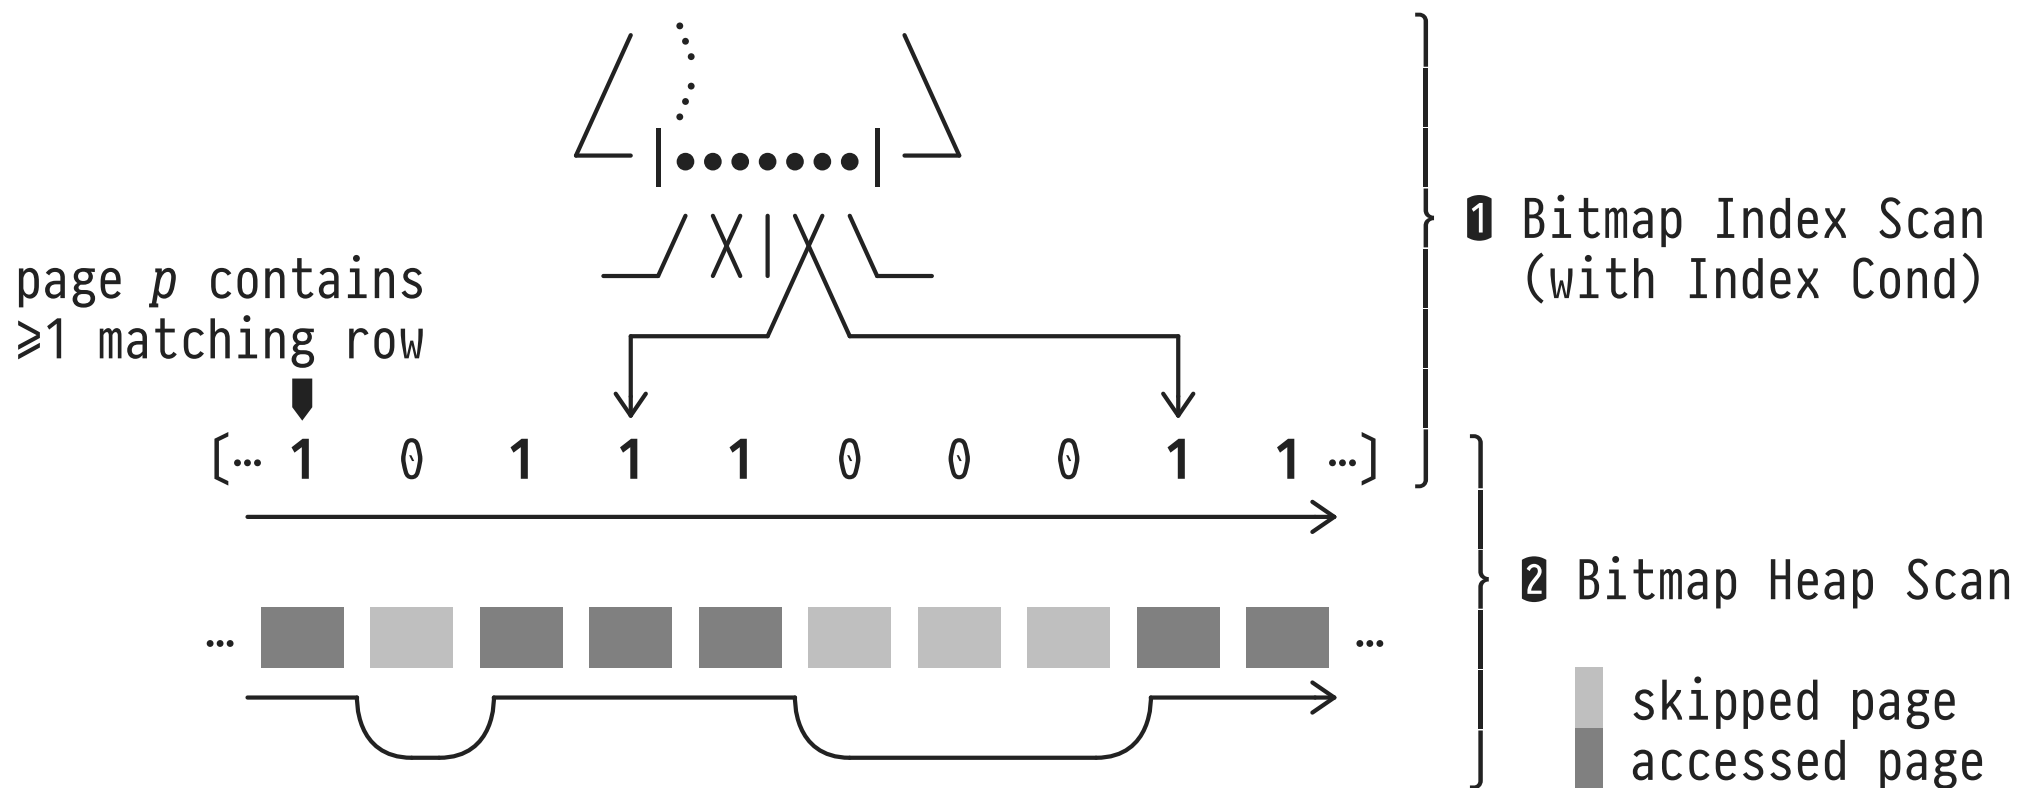 ❶ Bitmap Index Scan
(with Index Cond)
page p contains
⩾1 matching row
[… 1 0 1 1 1 0 0 0 1 1 …]
❷ Bitmap Heap Scan
… …
skipped page
accessed page